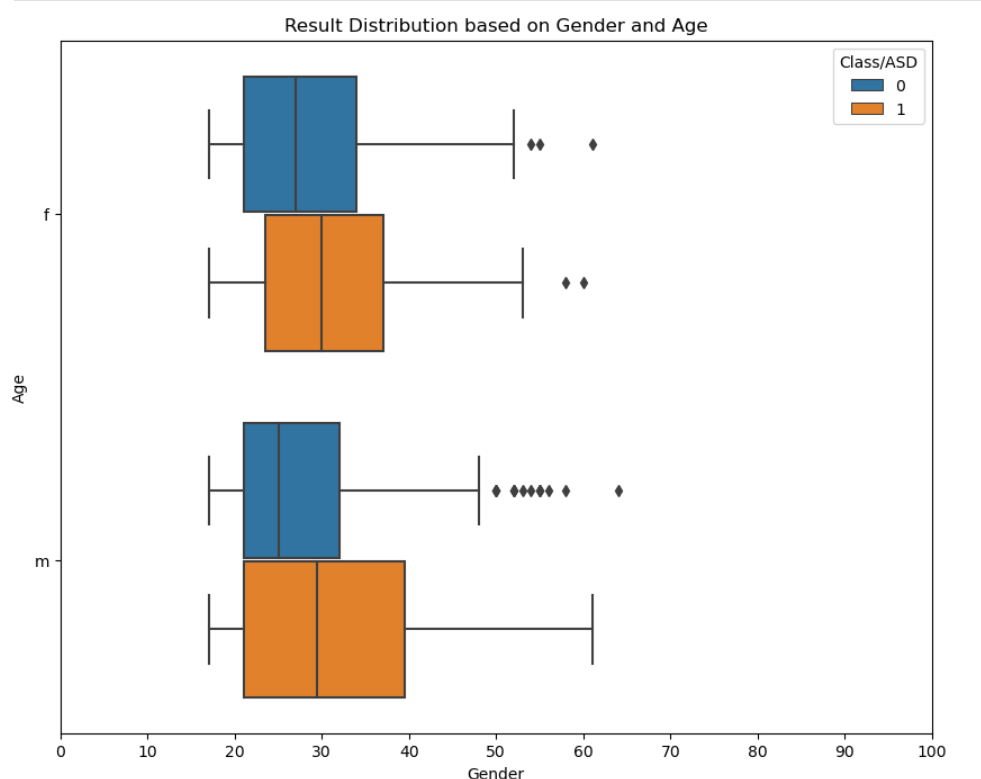 Result Distribution based on Gender and Age
Class/ASD
0
1
f
Age
m
0 10 20 30 40 50 60 70 80 90 100
Gender